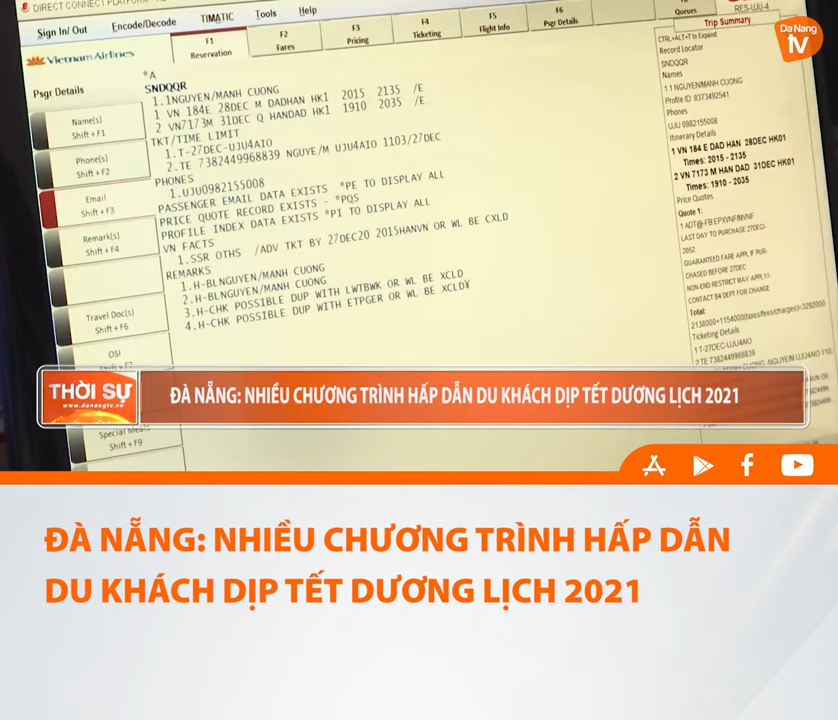 DIRECT CONNECT PLATFORM
RES-UJU-4
Sign In/ Out
Encode/Decode
TIMATIC
Tools
Help
Queues
F1
Reservation
F2
Fares
F3
Pricing
F4
Ticketing
F5
Flight Info
F6
Psgr Details
Da Nang
tv
Vietnam Airlines
Psgr Details
Name(s)
Shift + F1
Phone(s)
Shift + F2
Email
Shift + F3
Remark(s)
Shift + F4
Travel Doc(s)
Shift + F6
OSI
Shift + F7
Shift + F9
*A
SNDQQR
1.1NGUYEN/MANH CUONG
1 VN 184E 28DEC M DADHAN HK1 2015 2135 /E
2 VN7173M 31DEC Q HANDAD HK1 1910 2035 /E
TKT/TIME LIMIT
1.T-27DEC-UJU4AIO
2.TE 7382449968839 NGUYE/M UJU4AIO 1103/27DEC
PHONES
1.UJU0982155008
PASSENGER EMAIL DATA EXISTS *PE TO DISPLAY ALL
PRICE QUOTE RECORD EXISTS - *PQS
PROFILE INDEX DATA EXISTS *PI TO DISPLAY ALL
VN FACTS
1.SSR OTHS /ADV TKT BY 27DEC20 2015HANVN OR WL BE CXLD
REMARKS
1.H-BLNGUYEN/MANH CUONG
2.H-BLNGUYEN/MANH CUONG
3.H-CHK POSSIBLE DUP WITH LWTBWK OR WL BE XCLD
4.H-CHK POSSIBLE DUP WITH ETPGER OR WL BE XCLD¥
Trip Summary
CTRL+ALT+T to Expand
Record Locator
SNDQQR
Names
1.1 NGUYEN/MANH CUONG
Profile ID: 8373492541
Phones
UJU 0982155008
Itinerary Details
1 VN 184 E DAD HAN 28DEC HK01
Times: 2015 - 2135
2 VN 7173 M HAN DAD 31DEC HK01
Times: 1910 - 2035
Price Quotes
Quote 1:
LAST DAY TO PURCHASE 27DEC/
2052
GUARANTEED FARE APPL IF PUR-
CHASED BEFORE 27DEC
NON-END RESTRICT MAY APPLY/-
CONTACT B4 DEPT FOR CHANGE
Total:
2138000+1154000(taxes/fees/charges)=3292000
Ticketing Details
1 T-27DEC-UJU4AIO
2 TE 7382449968839
THỜI SỰ
www.danangtv.vn
ĐÀ NẴNG: NHIỀU CHƯƠNG TRÌNH HẤP DẪN DU KHÁCH DỊP TẾT DƯƠNG LỊCH 2021
ĐÀ NẴNG: NHIỀU CHƯƠNG TRÌNH HẤP DẪN
DU KHÁCH DỊP TẾT DƯƠNG LỊCH 2021